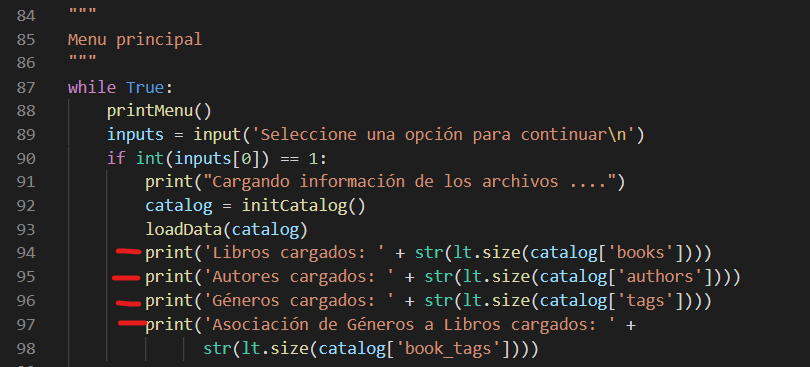 84 """
85 Menu principal
86 """
87 while True:
88     printMenu()
89     inputs = input('Seleccione una opción para continuar\n')
90     if int(inputs[0]) == 1:
91         print("Cargando información de los archivos ....")
92         catalog = initCatalog()
93         loadData(catalog)
94         print('Libros cargados: ' + str(lt.size(catalog['books'])))
95         print('Autores cargados: ' + str(lt.size(catalog['authors'])))
96         print('Géneros cargados: ' + str(lt.size(catalog['tags'])))
97         print('Asociación de Géneros a Libros cargados: ' +
98               str(lt.size(catalog['book_tags'])))